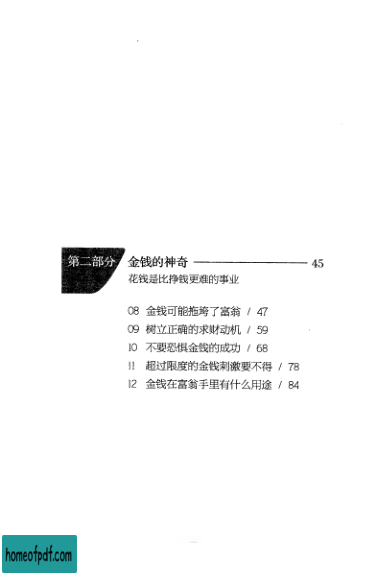 第二部分 金钱的神奇 45
花钱是比挣钱更难的事业
08 金钱可能拖垮了富翁 / 47
09 树立正确的求财动机 / 59
10 不要恐惧金钱的成功 / 68
11 超过限度的金钱刺激要不得 / 78
12 金钱在富翁手里有什么用途 / 84
homeofpdf.com